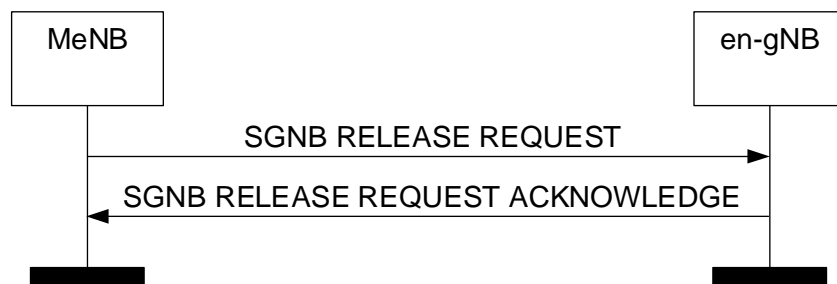 MeNB
en-gNB
SGNB RELEASE REQUEST
SGNB RELEASE REQUEST ACKNOWLEDGE